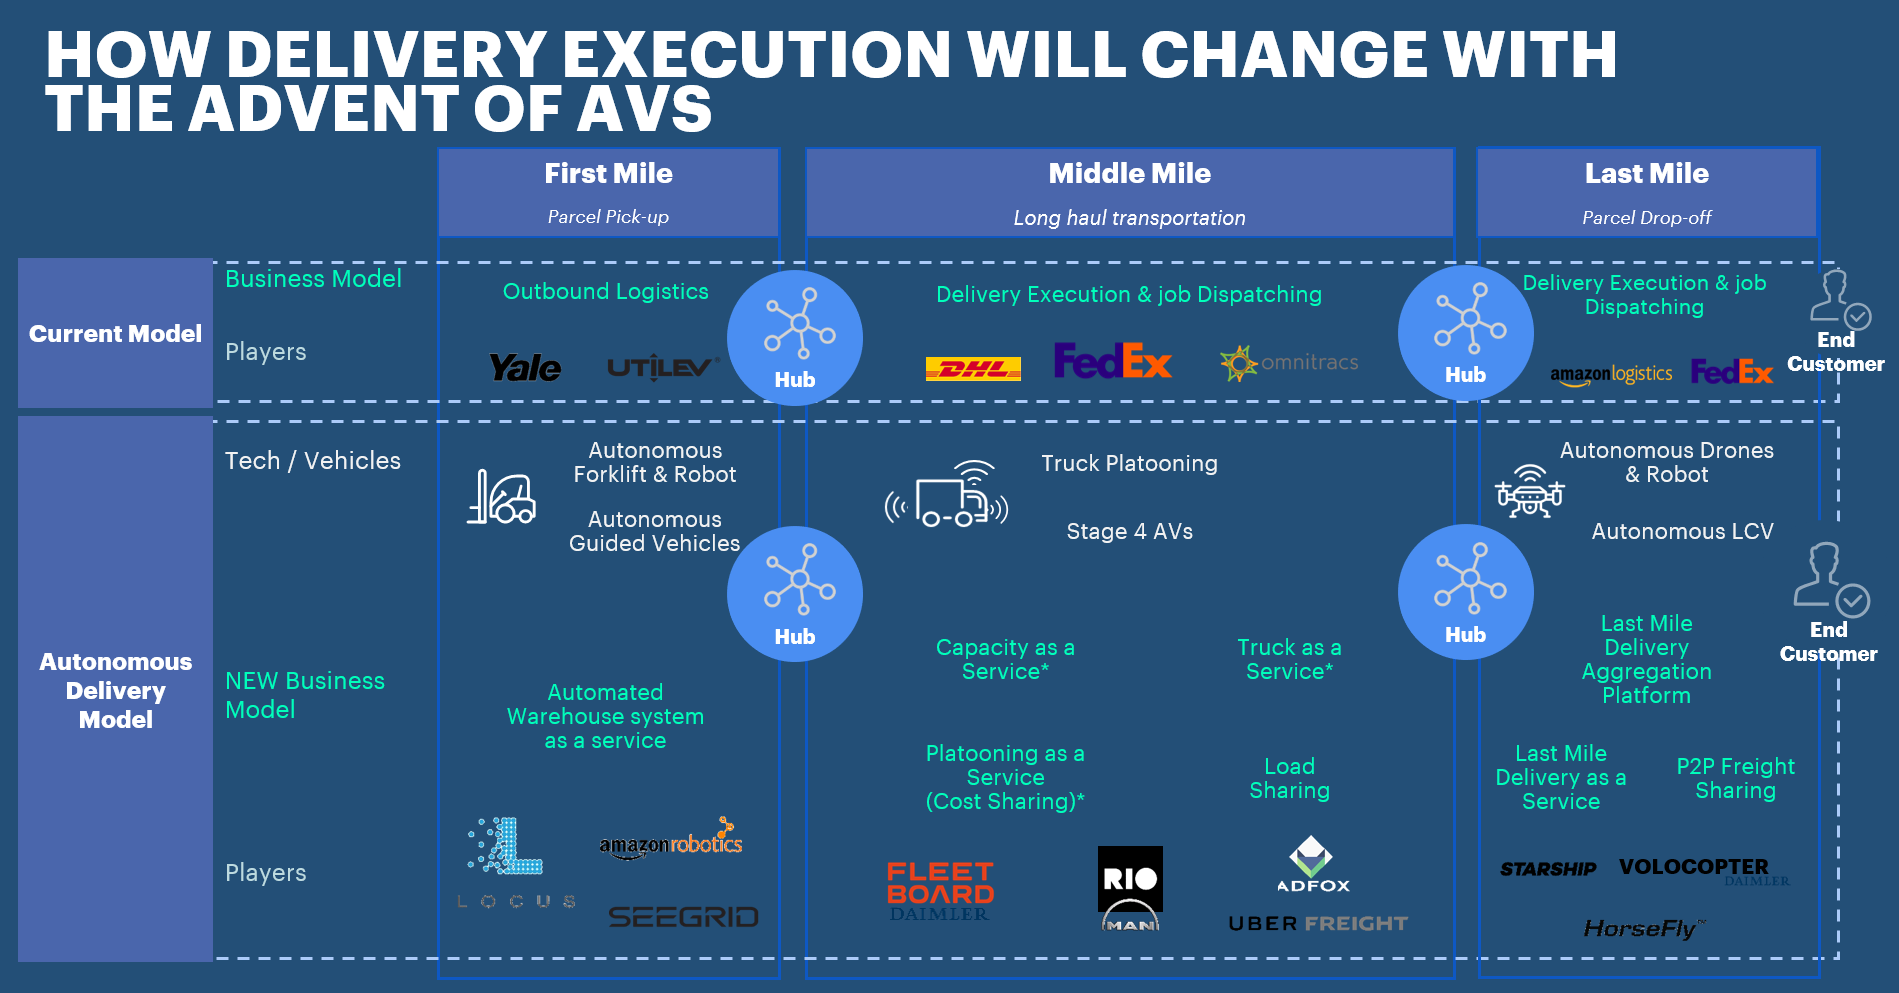 HOW DELIVERY EXECUTION WILL CHANGE WITH
THE ADVENT OF AVS
First Mile
Parcel Pick-up
Middle Mile
Long haul transportation
Last Mile
Parcel Drop-off
Current Model
Business Model
Outbound Logistics
Delivery Execution & job Dispatching
Delivery Execution & job
Dispatching
Players
Yale
UTILEV®
Hub
DHL
FedEx
omnitracs
Hub
amazonlogistics
FedEx
End
Customer
Autonomous
Delivery
Model
Tech / Vehicles
Autonomous
Forklift & Robot
Autonomous
Guided Vehicles
Hub
Truck Platooning
Stage 4 AVs
Hub
Autonomous Drones
& Robot
Autonomous LCV
End
Customer
NEW Business
Model
Automated
Warehouse system
as a service
Capacity as a
Service*
Truck as a
Service*
Platooning as a
Service
(Cost Sharing)*
Load
Sharing
Last Mile
Delivery
Aggregation
Platform
Last Mile
Delivery as a
Service
P2P Freight
Sharing
Players
LOCUS
amazonrobotics
SEEGRID
FLEET
BOARD
DAIMLER
RIO
MAN
ADFOX
UBER FREIGHT
STARSHIP
VOLOCOPTER
DAIMLER
HorseFly™